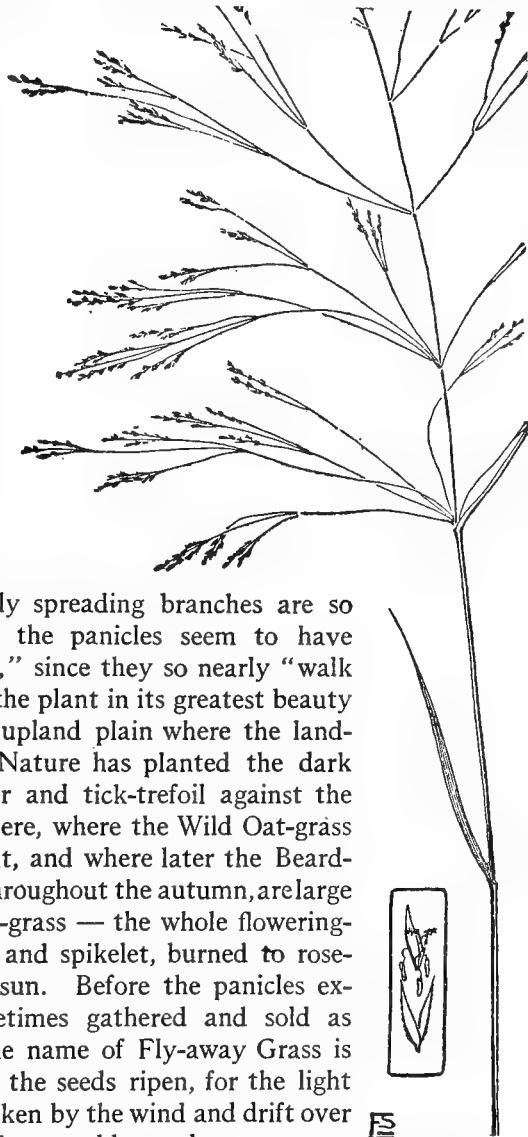 ly spreading branches are so
the panicles seem to have
," since they so nearly "walk
the plant in its greatest beauty
upland plain where the land-
Nature has planted the dark
r and tick-trefoil against the
ere, where the Wild Oat-grass
t, and where later the Beard-
roughout the autumn, are large
-grass — the whole flowering-
and spikelet, burned to rose-
sun. Before the panicles ex-
etimes gathered and sold as
e name of Fly-away Grass is
the seeds ripen, for the light
ken by the wind and drift over
FS